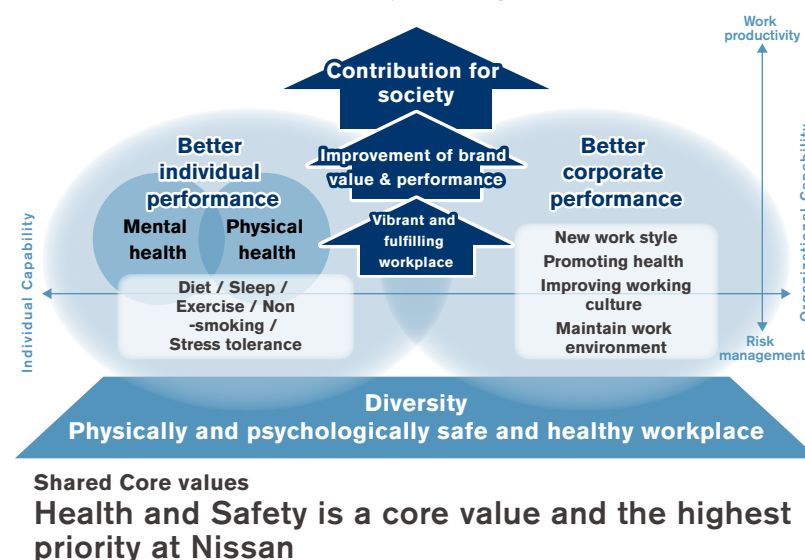 Work
productivity
Contribution for
society
Better
individual
performance
Improvement of brand
value & performance
Better
corporate
performance
Mental
health
Physical
health
Vibrant and
fulfilling
workplace
New work style
Promoting health
Improving working
culture
Maintain work
environment
Diet / Sleep /
Exercise / Non
-smoking /
Stress tolerance
Individual Capability
Organizational Capability
Risk
management
Diversity
Physically and psychologically safe and healthy workplace
Shared Core values
Health and Safety is a core value and the highest
priority at Nissan